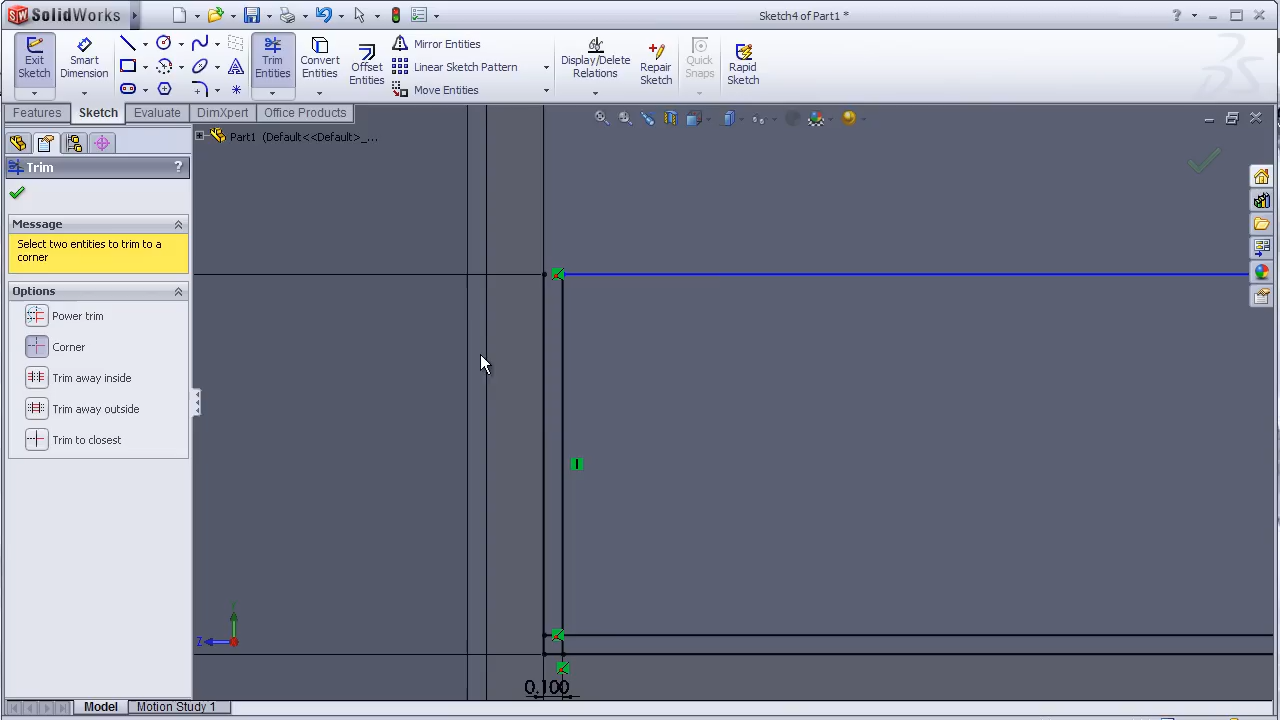 SW SolidWorks
Sketch4 of Part1 *
?
Exit Sketch
Smart Dimension
Trim Entities
Convert Entities
Offset Entities
Mirror Entities
Linear Sketch Pattern
Move Entities
Display/Delete Relations
Repair Sketch
Quick Snaps
Rapid Sketch
Features
Sketch
Evaluate
DimXpert
Office Products
Part1 (Default<<Default>_...
Trim
?
Message
Select two entities to trim to a
corner
Options
Power trim
Corner
Trim away inside
Trim away outside
Trim to closest
Y
Z
0.100
Model
Motion Study 1